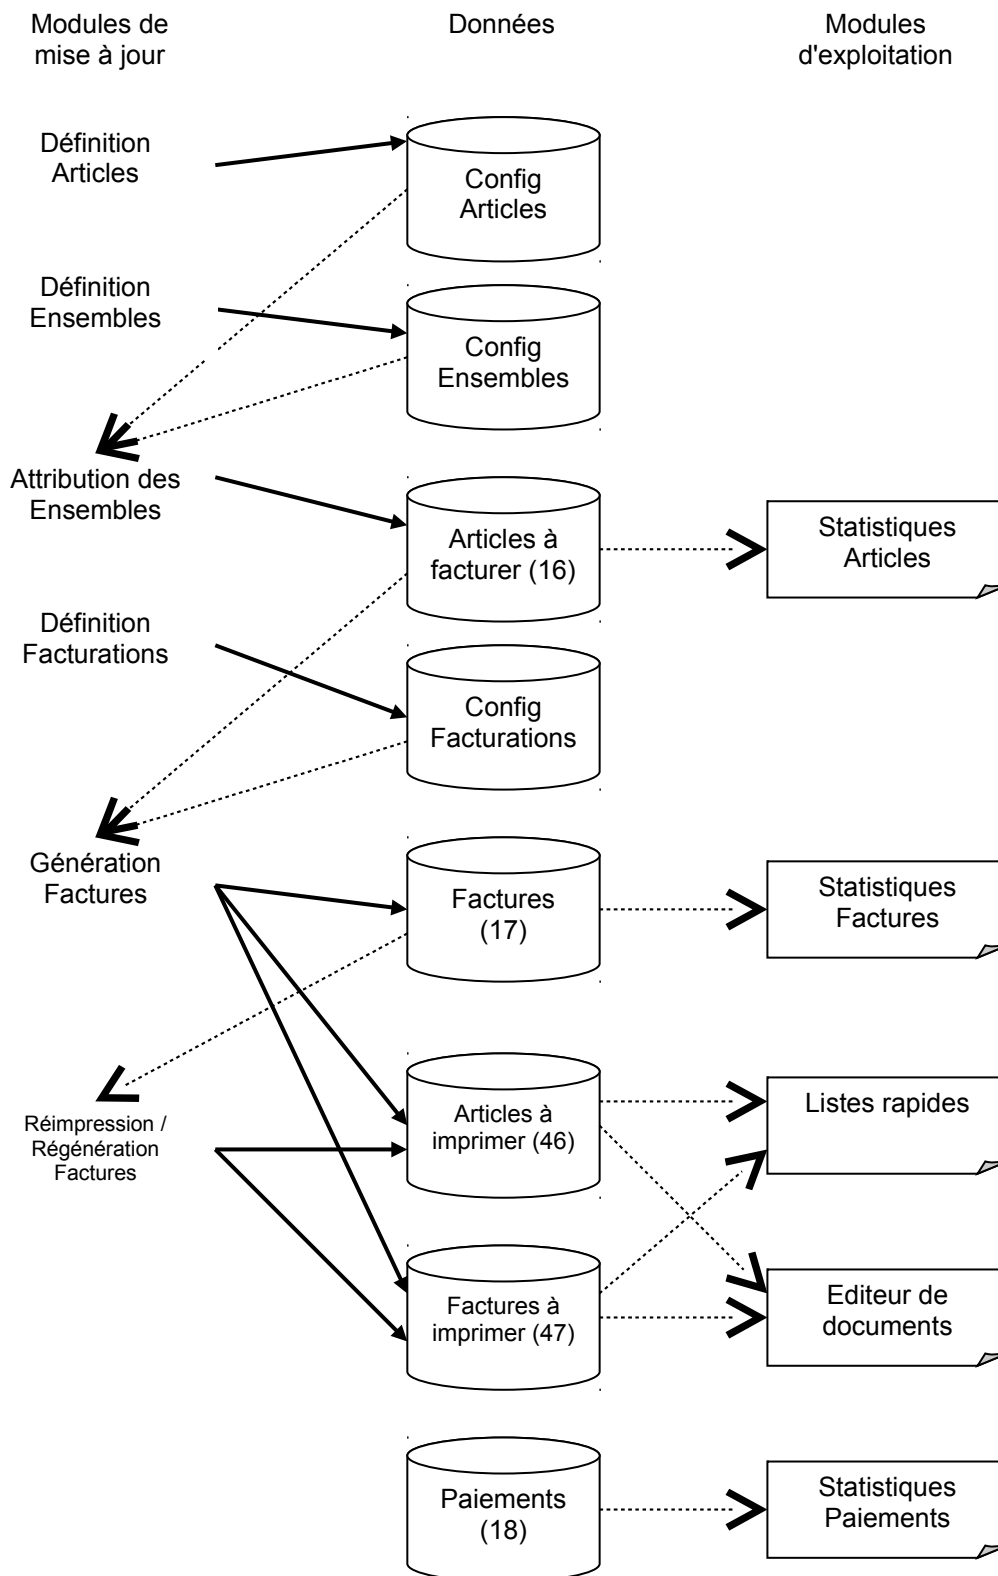 Modules de
mise à jour
Données
Modules
d'exploitation
Définition
Articles
Config
Articles
Définition
Ensembles
Config
Ensembles
Attribution des
Ensembles
Articles à
facturer (16)
Statistiques
Articles
Définition
Facturations
Config
Facturations
Génération
Factures
Factures
(17)
Statistiques
Factures
Réimpression /
Régénération
Factures
Articles à
imprimer (46)
Listes rapides
Factures à
imprimer (47)
Editeur de
documents
Paiements
(18)
Statistiques
Paiements